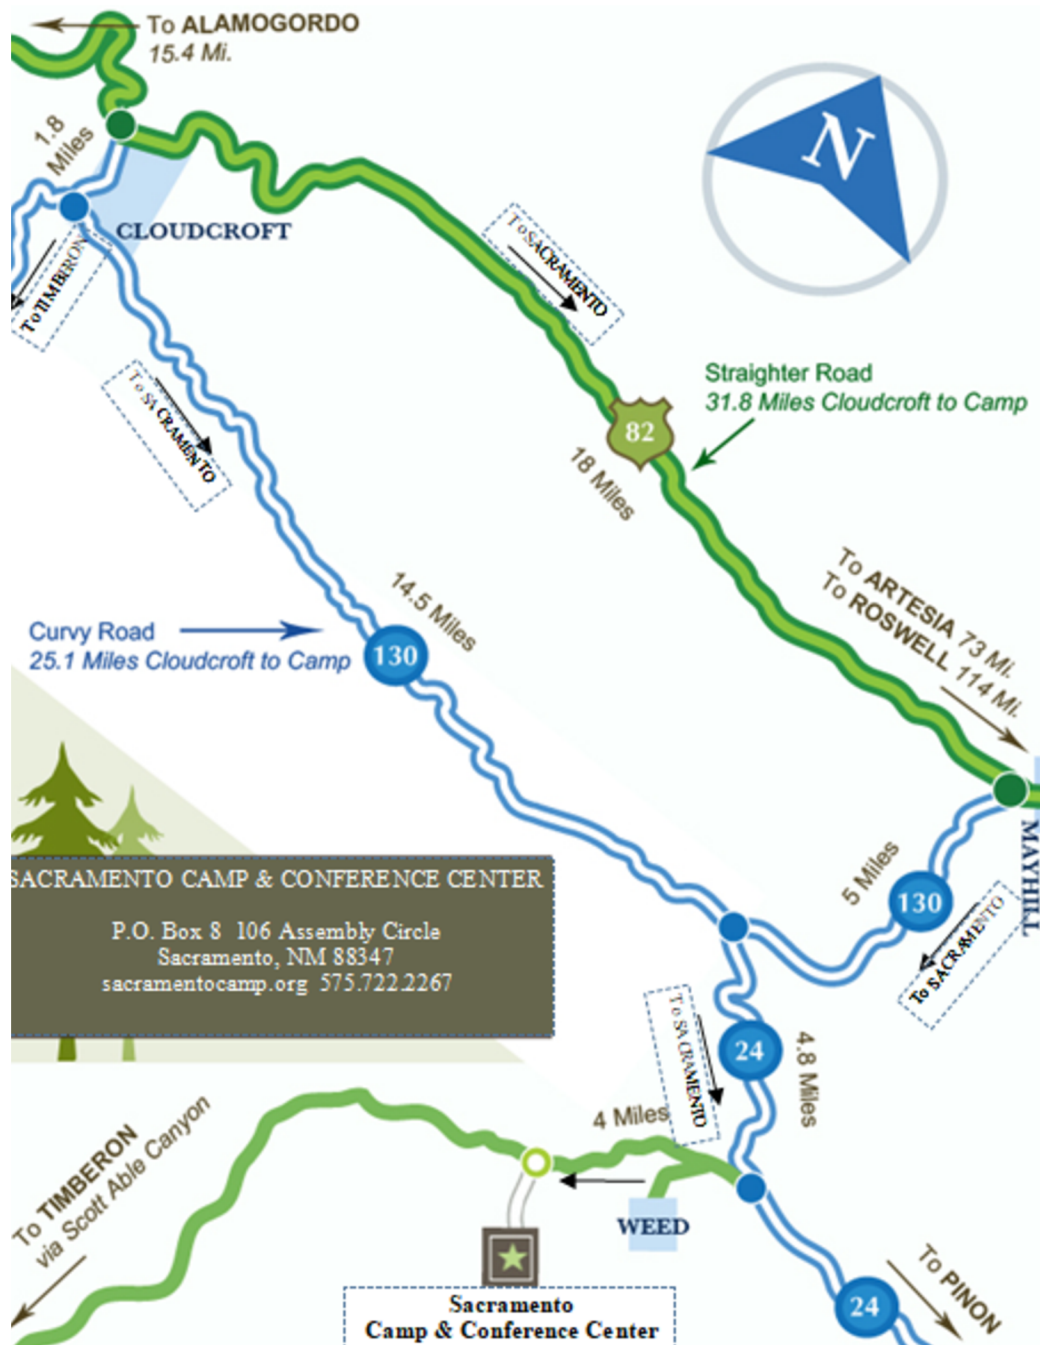 To ALAMOGORDO
15.4 Mi.
N
1.8
Miles
CLOUDCROFT
To TIMBERON
To SACRAMENTO
To SACRAMENTO
Straighter Road
31.8 Miles Cloudcroft to Camp
82
18 Miles
To ARTESIA 73 Mi.
To ROSWELL 114 Mi.
14.5 Miles
Curvy Road
25.1 Miles Cloudcroft to Camp
130
MAYHILL
5 Miles
130
To SACRAMENTO
SACRAMENTO CAMP & CONFERENCE CENTER
P.O. Box 8 106 Assembly Circle
Sacramento, NM 88347
sacramentocamp.org 575.722.2267
To SACRAMENTO
24
4.8 Miles
4 Miles
To TIMBERON
via Scott Able Canyon
WEED
24
To PINON
Sacramento
Camp & Conference Center